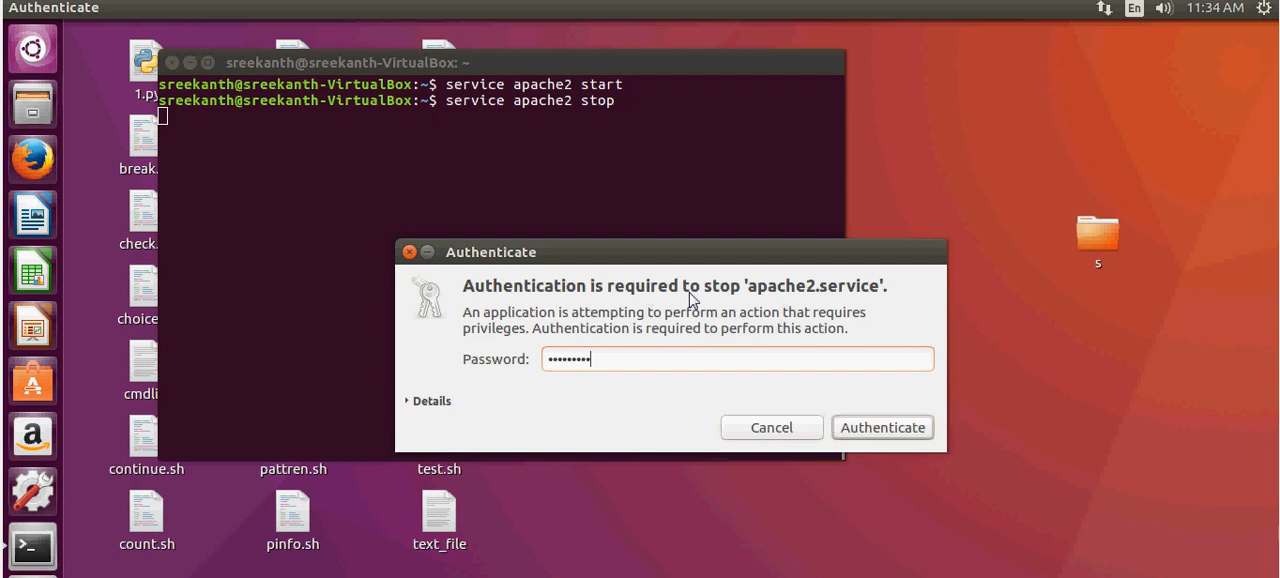 Authenticate
En
11:34 AM
sreekanth@sreekanth-VirtualBox: ~
sreekanth@sreekanth-VirtualBox:~$ service apache2 start
sreekanth@sreekanth-VirtualBox:~$ service apache2 stop
1.py
break.
check.
choice
cmdli
continue.sh
pattren.sh
test.sh
count.sh
pinfo.sh
text_file
s
Authenticate
Authentication is required to stop 'apache2.service'.
An application is attempting to perform an action that requires
privileges. Authentication is required to perform this action.
Password: •••••••••
Details
Cancel
Authenticate